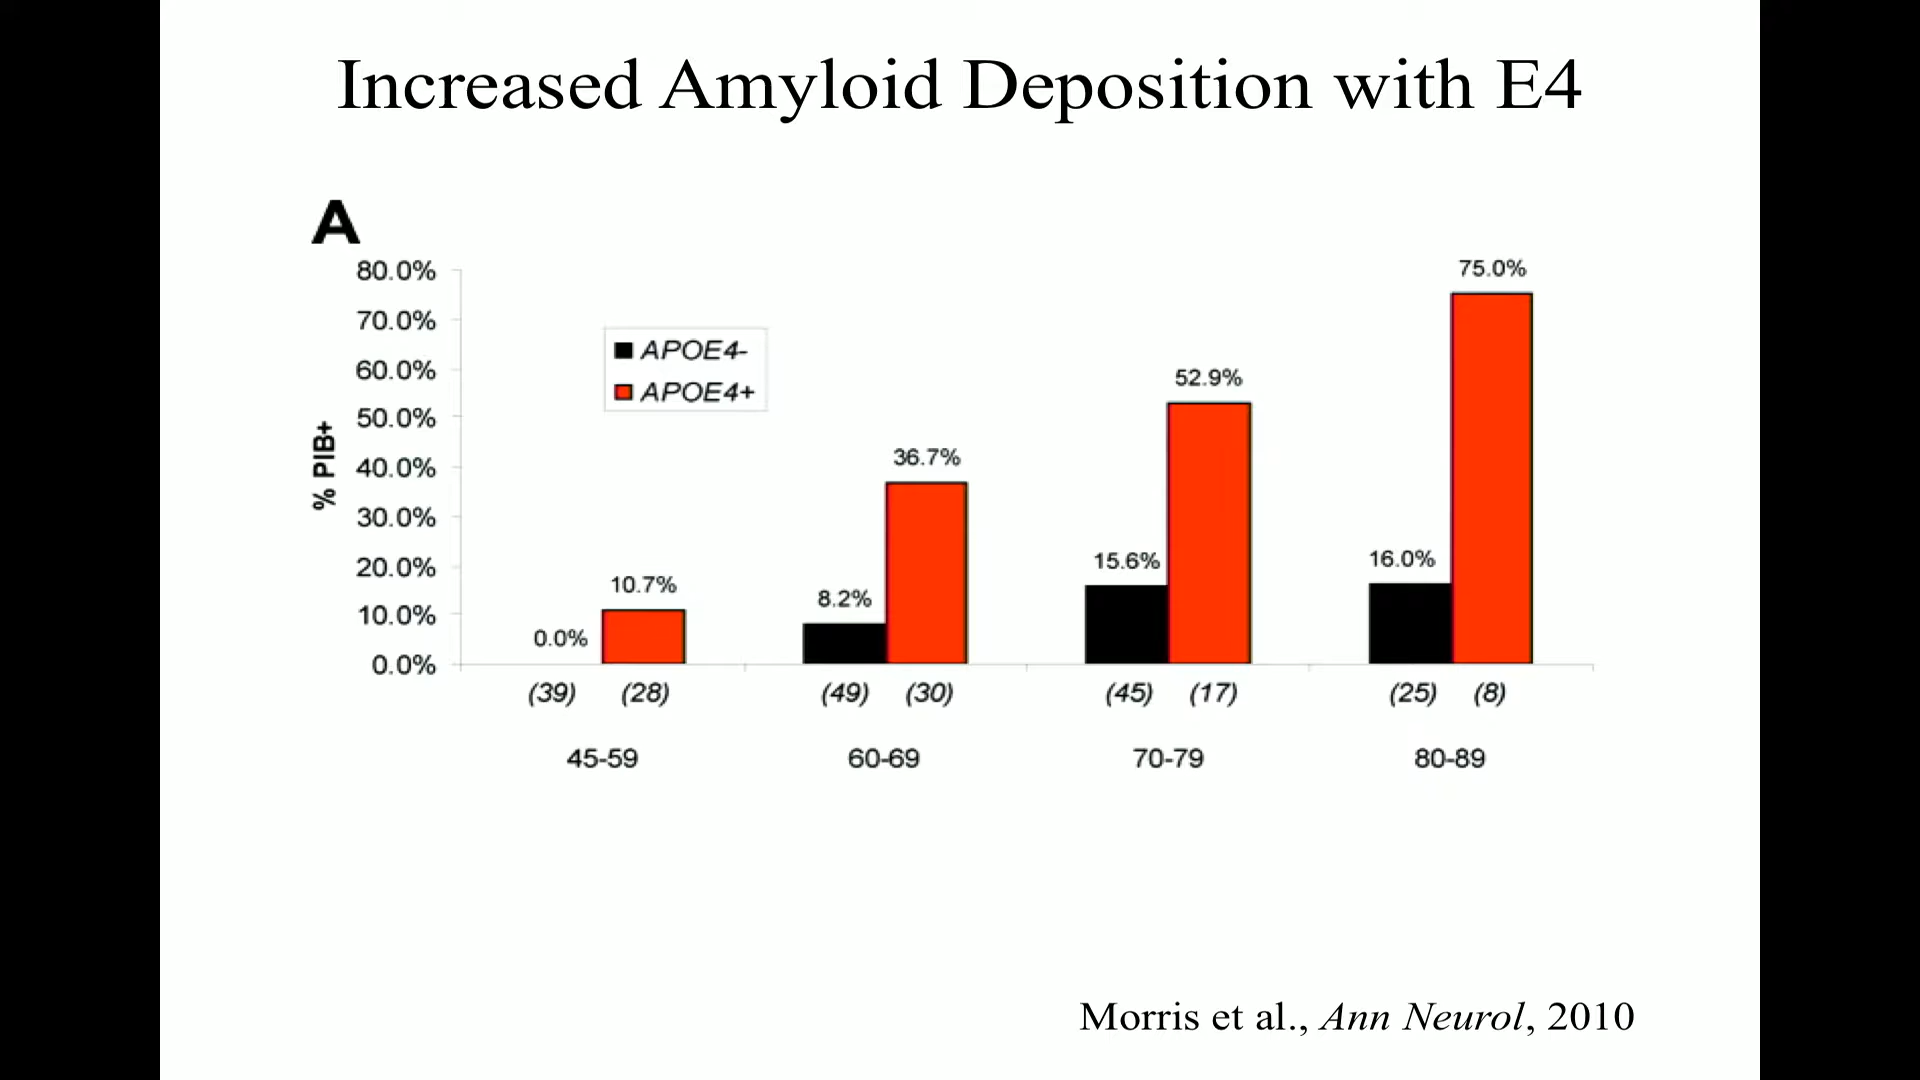 Increased Amyloid Deposition with E4
A
80.0%
70.0%
60.0%
50.0%
40.0%
30.0%
20.0%
10.0%
0.0%
% PIB+
APOE4-
APOE4+
0.0%
10.7%
8.2%
36.7%
15.6%
52.9%
16.0%
75.0%
(39) (28) (49) (30) (45) (17) (25) (8)
45-59 60-69 70-79 80-89
Morris et al., Ann Neurol, 2010